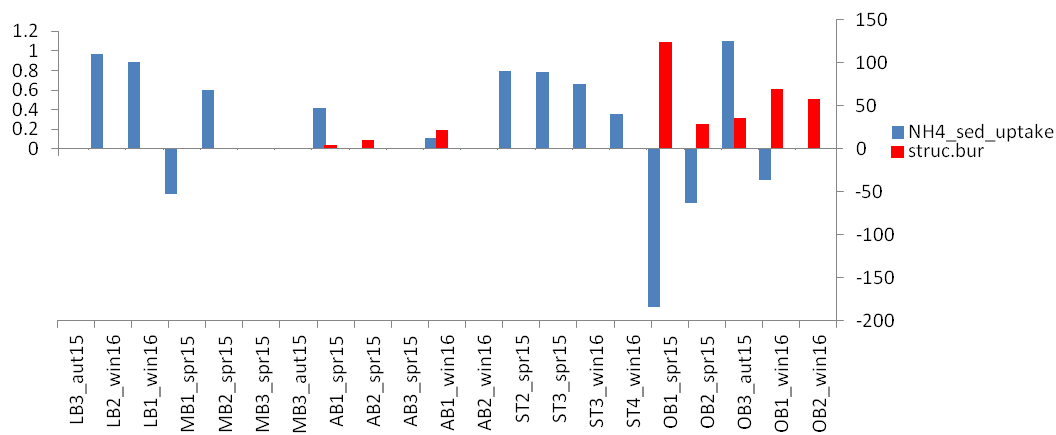 1.2
1
0.8
0.6
0.4
0.2
0
150
100
50
0
-50
-100
-150
-200
NH4_sed_uptake
struc.bur
LB3_aut15
LB2_win16
LB1_win16
MB1_spr15
MB2_spr15
MB3_spr15
MB3_aut15
AB1_spr15
AB2_spr15
AB3_spr15
AB1_win16
AB2_win16
ST2_spr15
ST3_spr15
ST3_win16
ST4_win16
OB1_spr15
OB2_spr15
OB3_aut15
OB1_win16
OB2_win16